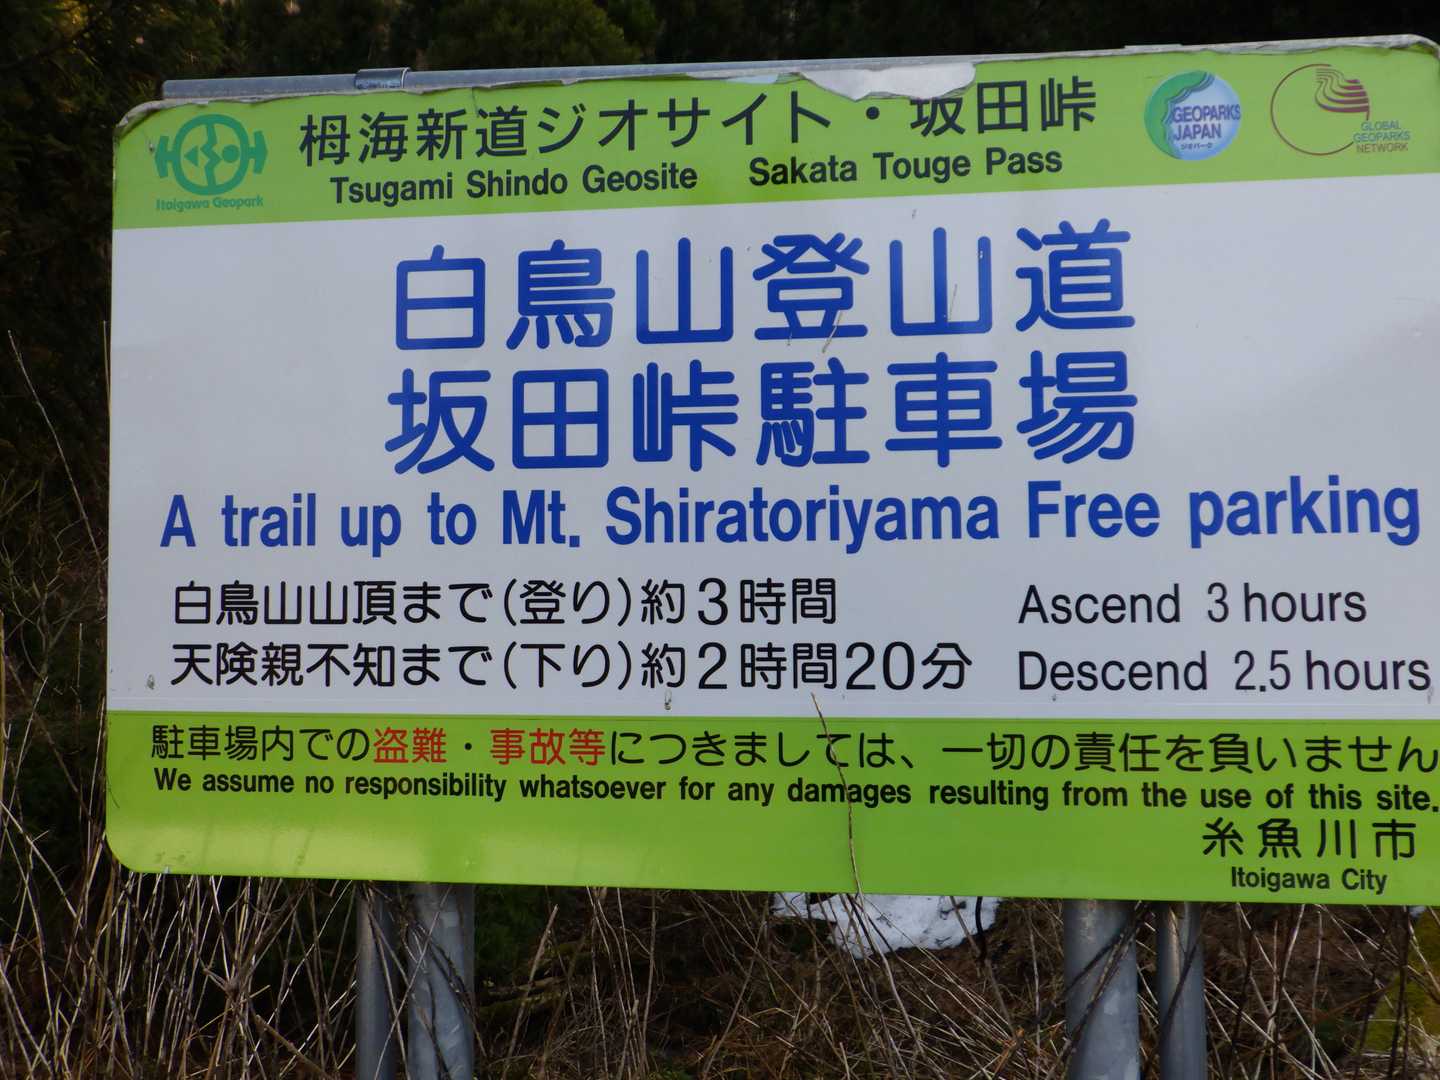 栂海新道ジオサイト・坂田峠
Tsugami Shindo Geosite Sakata Touge Pass
Itoigawa Geopark
GEOPARKS
JAPAN
ジオパーク
GLOBAL
GEOPARKS
NETWORK
白鳥山登山道
坂田峠駐車場
A trail up to Mt. Shiratoriyama Free parking
白鳥山山頂まで(登り)約3時間 Ascend 3 hours
天険親不知まで(下り)約2時間20分 Descend 2.5 hours
駐車場内での盗難・事故等につきましては、一切の責任を負いません
We assume no responsibility whatsoever for any damages resulting from the use of this site.
糸魚川市
Itoigawa City